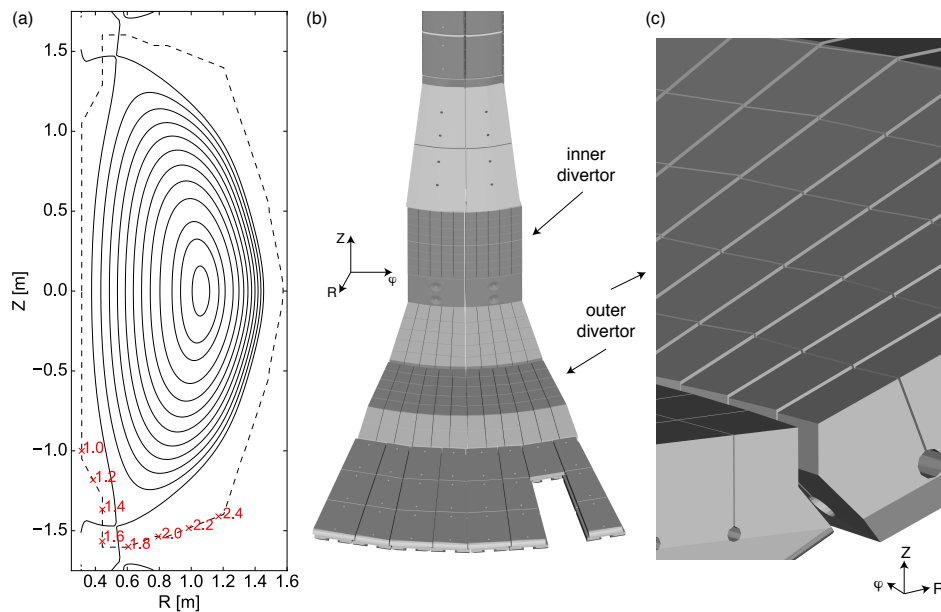 (a)
(b)
(c)
1.5
1.0
0.5
0.0
−0.5
−1.0
−1.5
Z [m]
0.4 0.6 0.8 1.0 1.2 1.4 1.6
R [m]
1.0
1.2
1.4
1.6
1.8
2.0
2.2
2.4
Z
φ
R
inner
divertor
outer
divertor
Z
φ
R